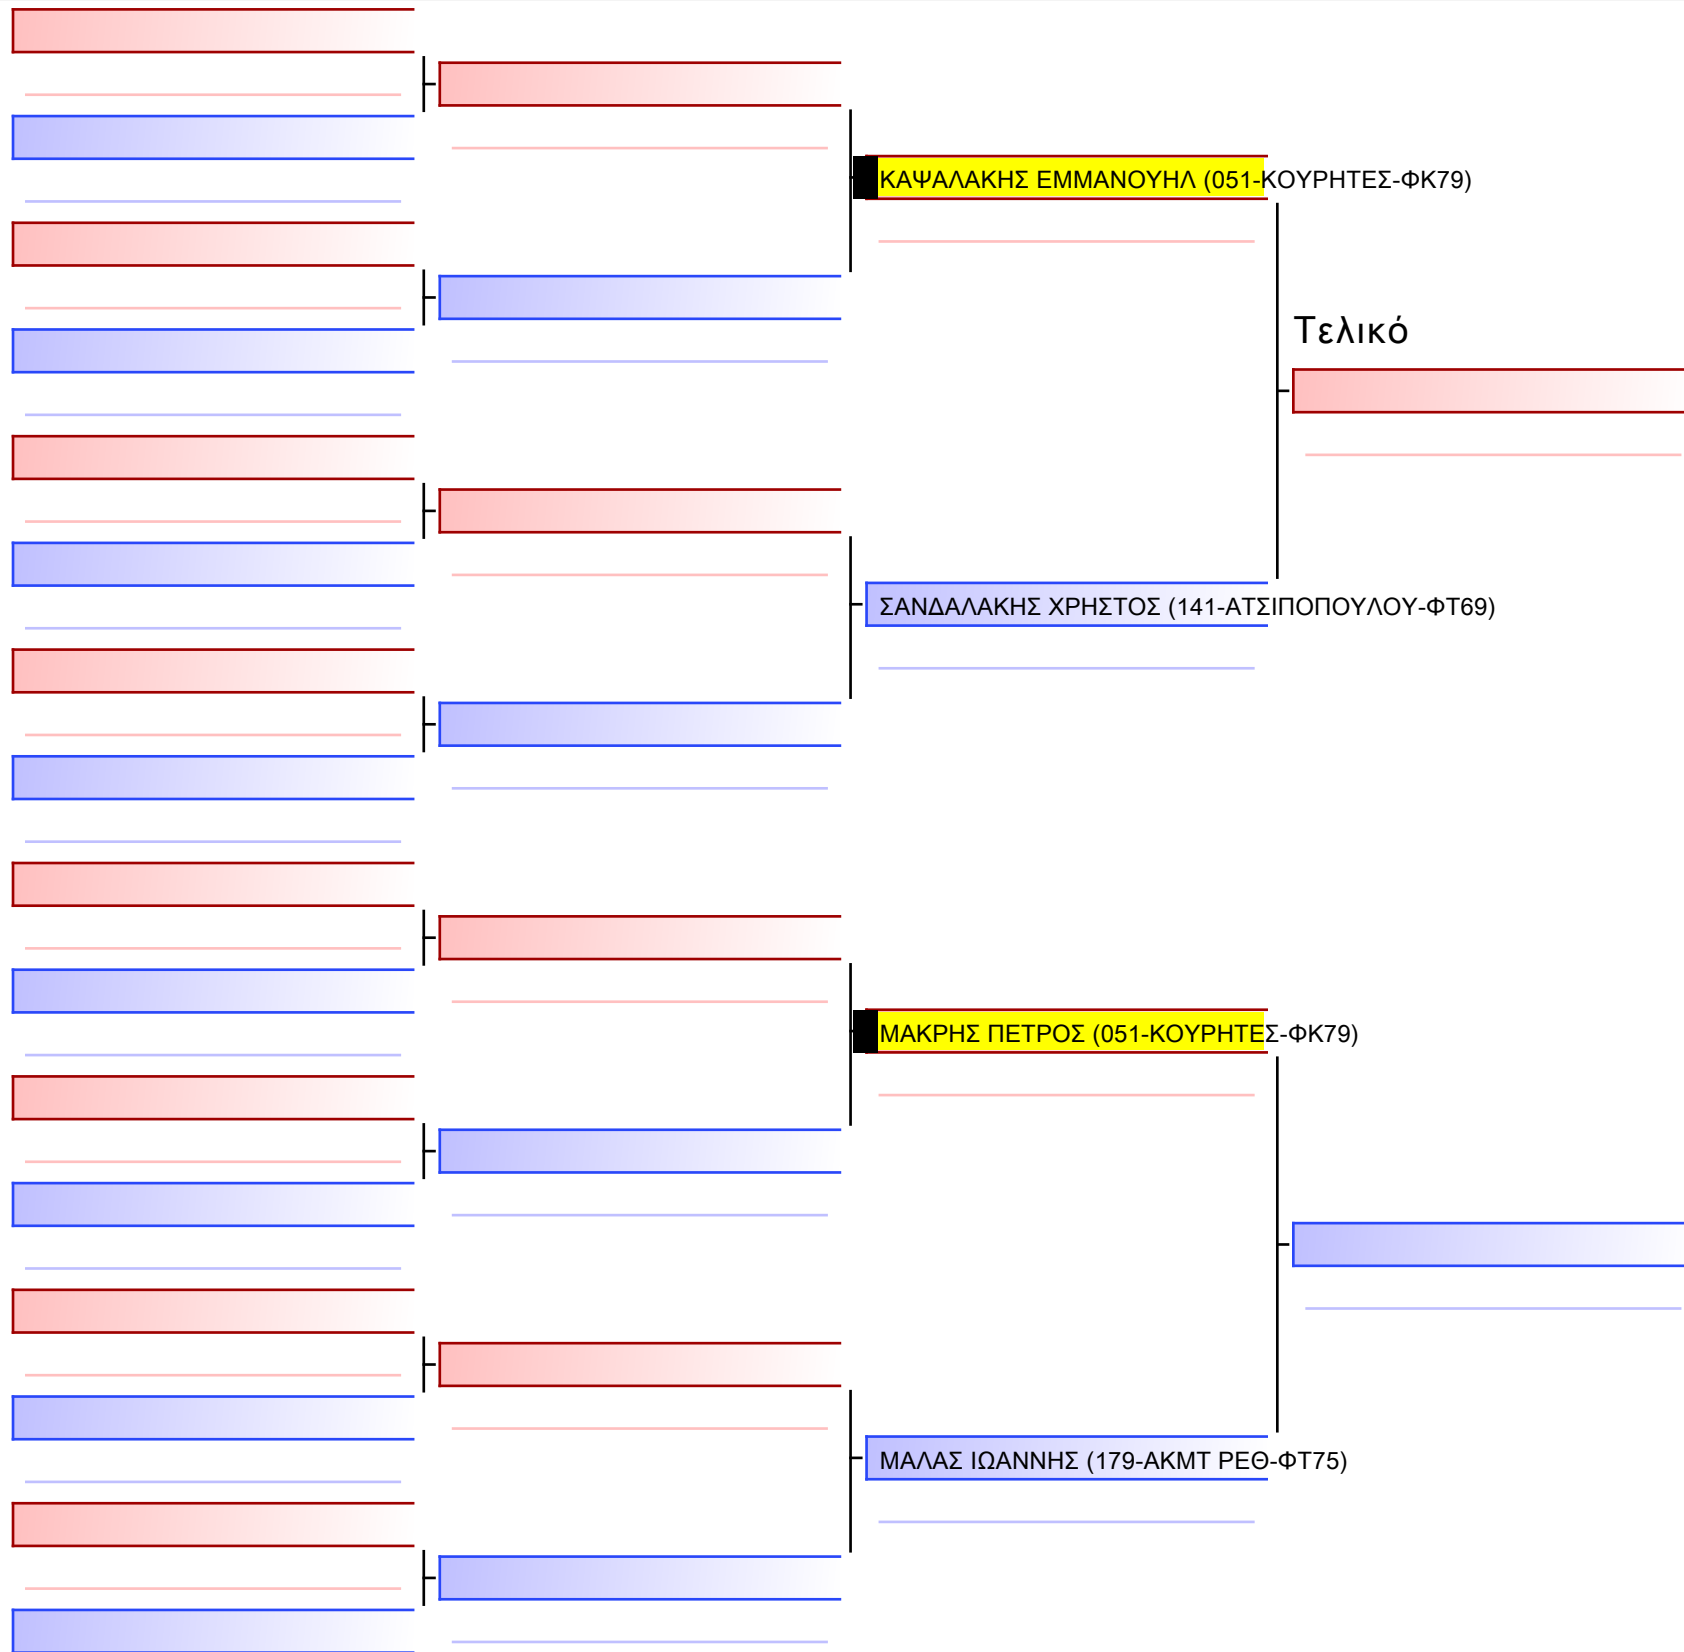 ΚΑΨΑΛΑΚΗΣ ΕΜΜΑΝΟΥΗΛ (051-ΚΟΥΡΗΤΕΣ-ΦΚ79)
Τελικό
ΣΑΝΔΑΛΑΚΗΣ ΧΡΗΣΤΟΣ (141-ΑΤΣΙΠΟΠΟΥΛΟΥ-ΦΤ69)
ΜΑΚΡΗΣ ΠΕΤΡΟΣ (051-ΚΟΥΡΗΤΕΣ-ΦΚ79)
ΜΑΛΑΣ ΙΩΑΝΝΗΣ (179-ΑΚΜΤ ΡΕΘ-ΦΤ75)